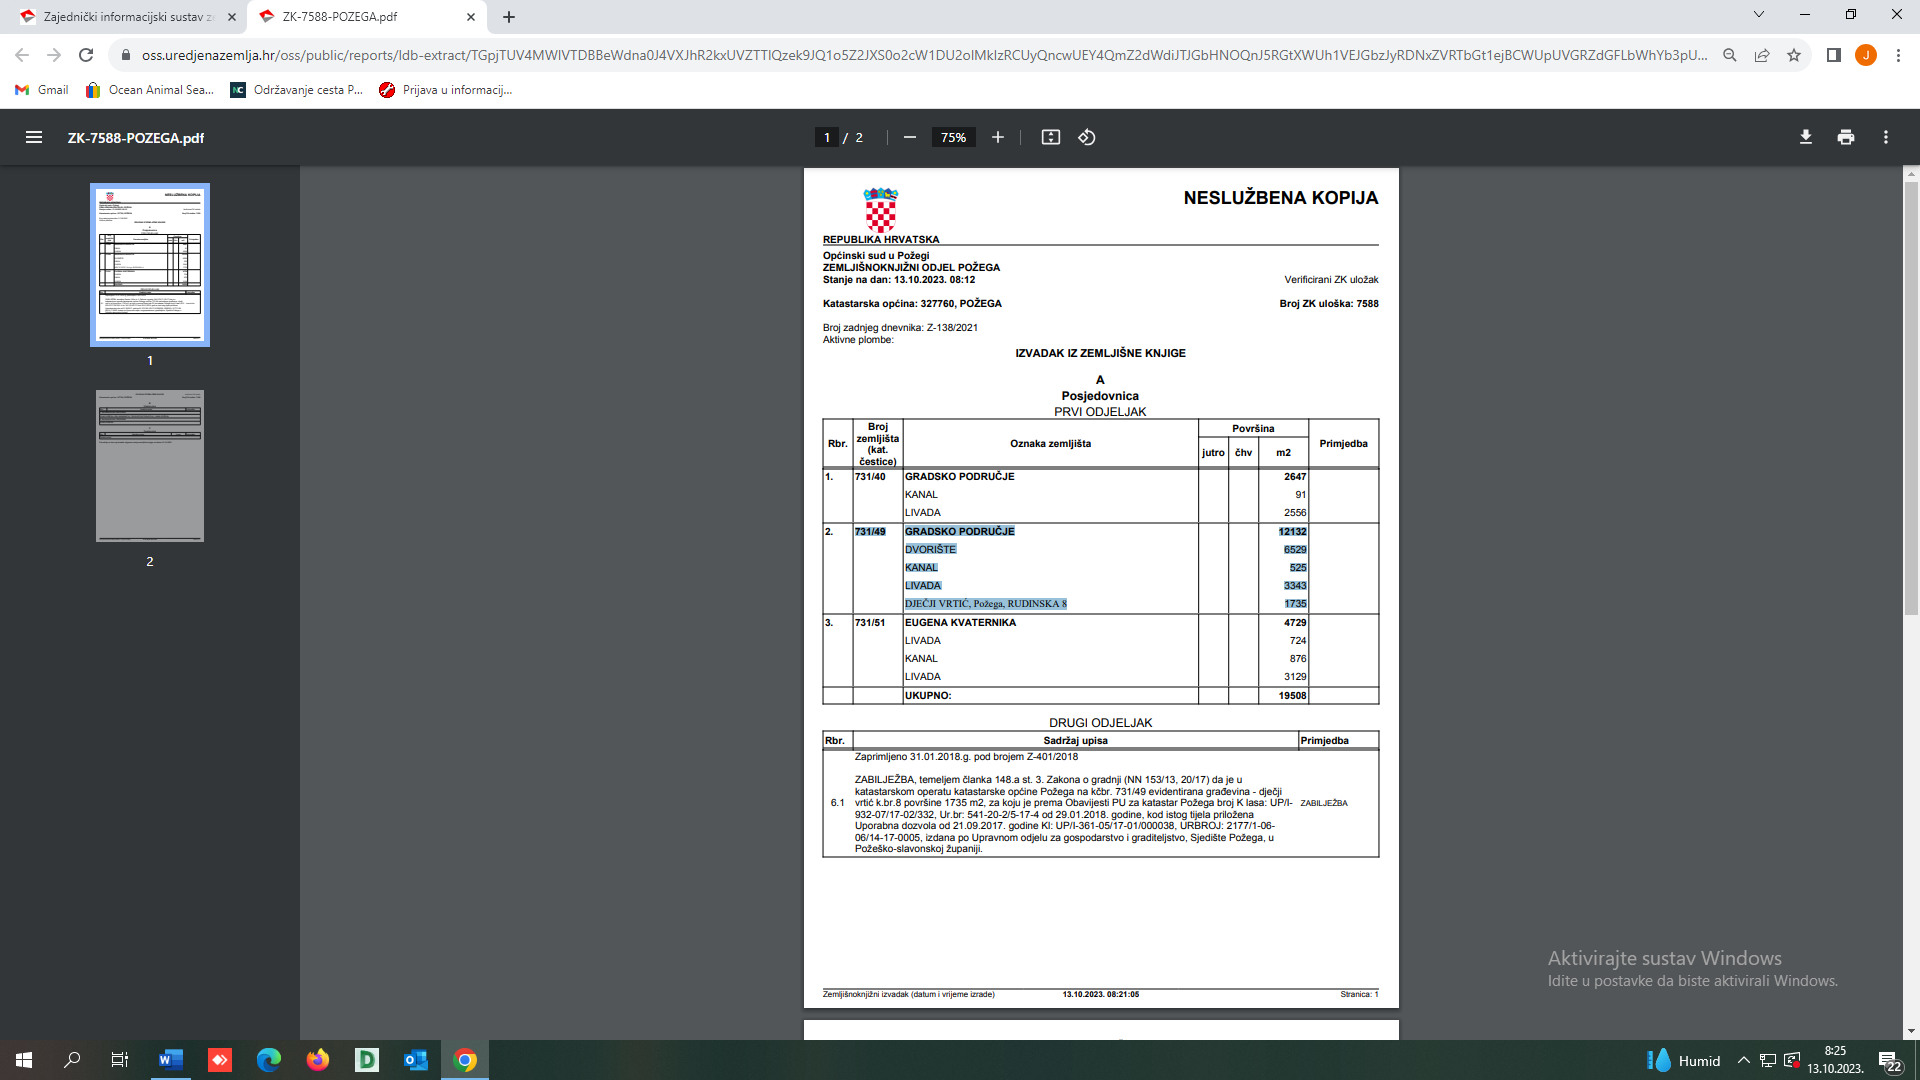 Zajednički informacijski sustav z
ZK-7588-POZEGA.pdf
Gmail
Ocean Animal Sea...
Održavanje cesta P...
Prijava u informacij...
ZK-7588-POZEGA.pdf
1 / 2
75%
1
2
NESLUŽBENA KOPIJA
REPUBLIKA HRVATSKA
Općinski sud u Požegi
ZEMLJIŠNOKNJIŽNI ODJEL POŽEGA
Stanje na dan: 13.10.2023. 08:12
Verificirani ZK uložak
Katastarska općina: 327760, POŽEGA
Broj ZK uloška: 7588
Broj zadnjeg dnevnika: Z-138/2021
Aktivne plombe:
IZVADAK IZ ZEMLJIŠNE KNJIGE
A
Posjedovnica
PRVI ODJELJAK
Rbr. Broj zemljišta (kat. čestice) Oznaka zemljišta Površina Primjedba
jutro čhv m2
1. 731/40 GRADSKO PODRUČJE 2647
KANAL 91
LIVADA 2556
2. 731/49 GRADSKO PODRUČJE 12132
DVORIŠTE 6529
KANAL 525
LIVADA 3343
DJEČJI VRTIĆ, Požega, RUDINSKA 8 1735
3. 731/51 EUGENA KVATERNIKA 4729
LIVADA 724
KANAL 876
LIVADA 3129
UKUPNO: 19508
DRUGI ODJELJAK
Rbr. Sadržaj upisa Primjedba
Zaprimljeno 31.01.2018.g. pod brojem Z-401/2018
ZABILJEŽBA, temeljem članka 148.a st. 3. Zakona o gradnji (NN 153/13, 20/17) da je u
katastarskom operatu katastarske općine Požega na kčbr. 731/49 evidentirana građevina - dječji
6.1 vrtić k.br.8 površine 1735 m2, za koju je prema Obavijesti PU za katastar Požega broj K lasa: UP/I- ZABILJEŽBA
932-07/17-02/332, Ur.br: 541-20-2/5-17-4 od 29.01.2018. godine, kod istog tijela priložena
Uporabna dozvola od 21.09.2017. godine Kl: UP/I-361-05/17-01/000038, URBROJ: 2177/1-06-
06/14-17-0005, izdana po Upravnom odjelu za gospodarstvo i graditeljstvo, Sjedište Požega, u
Požeško-slavonskoj županiji.
Zemljišnoknjižni izvadak (datum i vrijeme izrade) 13.10.2023. 08:21:05 Stranica: 1
Aktivirajte sustav Windows
Idite u postavke da biste aktivirali Windows.
Humid
8:25
13.10.2023.
22